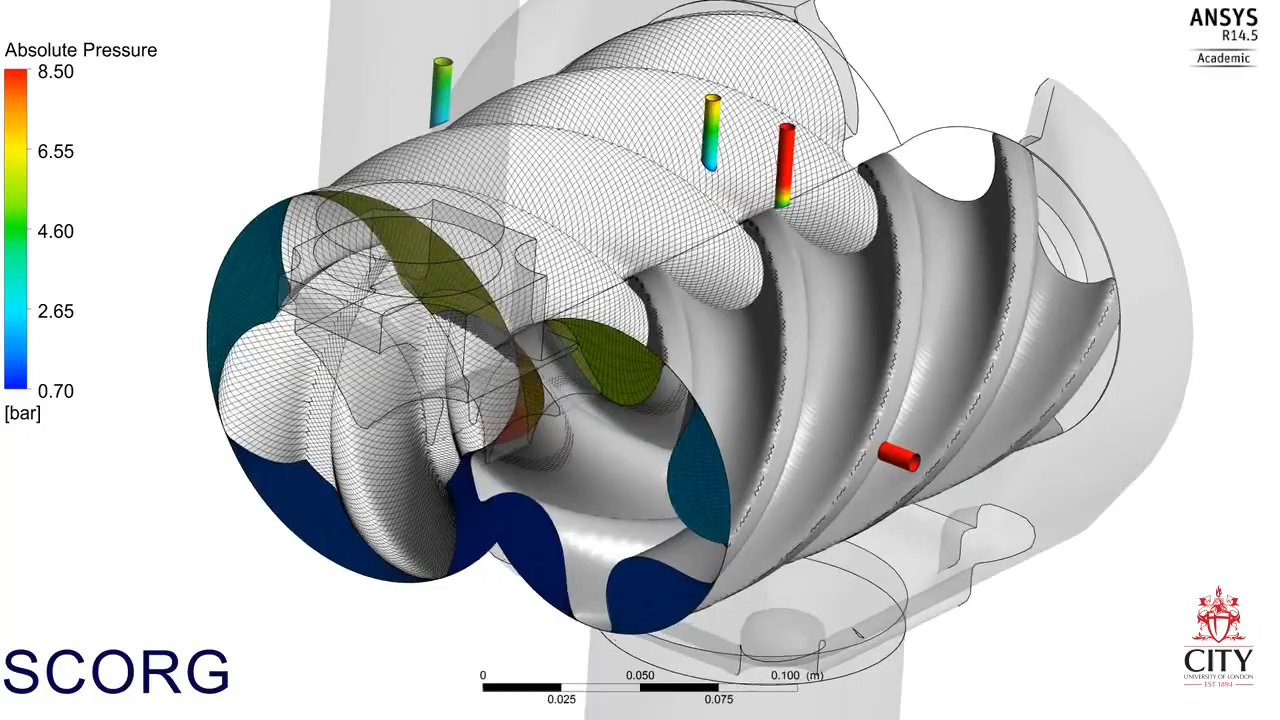 Absolute Pressure
8.50
6.55
4.60
2.65
0.70
[bar]
ANSYS
R14.5
Academic
SCORG
0 0.050 0.100 (m)
0.025 0.075
CITY
UNIVERSITY OF LONDON
EST 1894